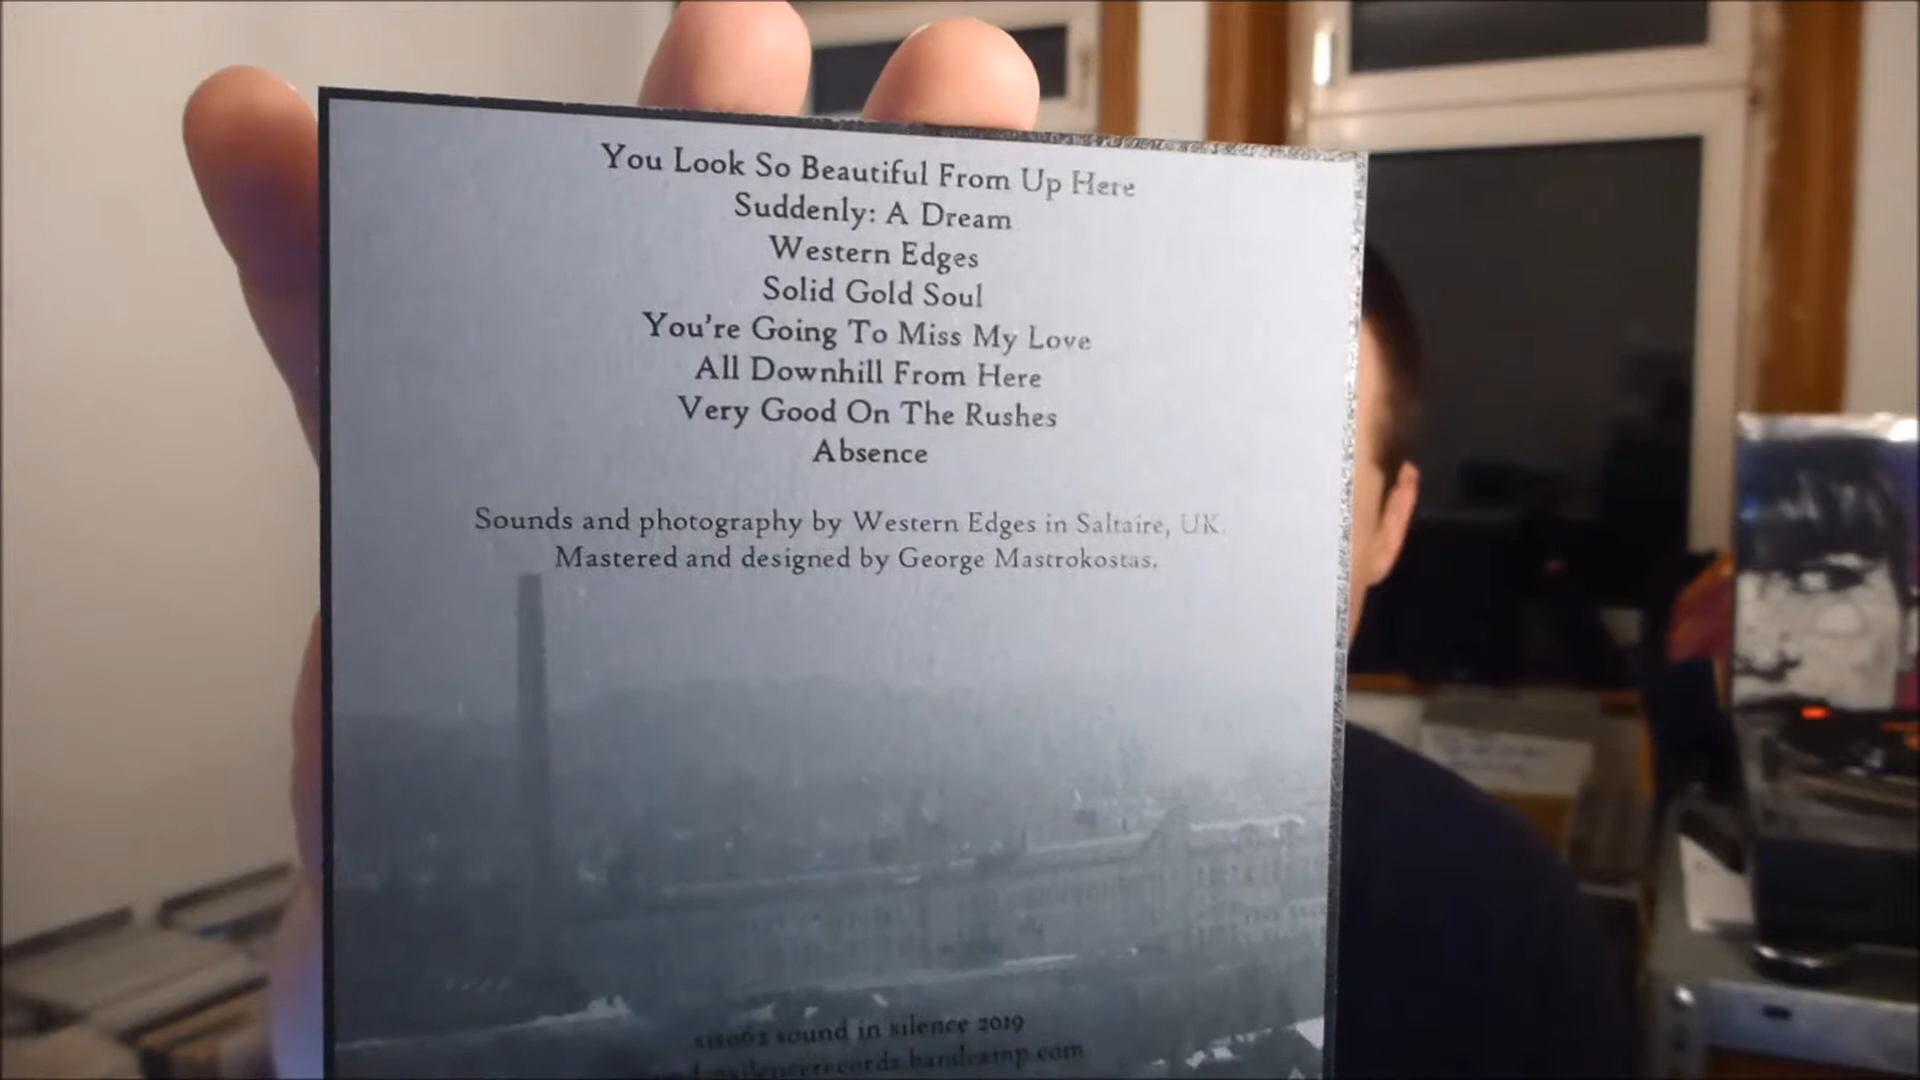 You Look So Beautiful From Up Here
Suddenly: A Dream
Western Edges
Solid Gold Soul
You're Going To Miss My Love
All Downhill From Here
Very Good On The Rushes
Absence
Sounds and photography by Western Edges in Saltaire, UK.
Mastered and designed by George Mastrokostas.
sis062 sound in silence 2019